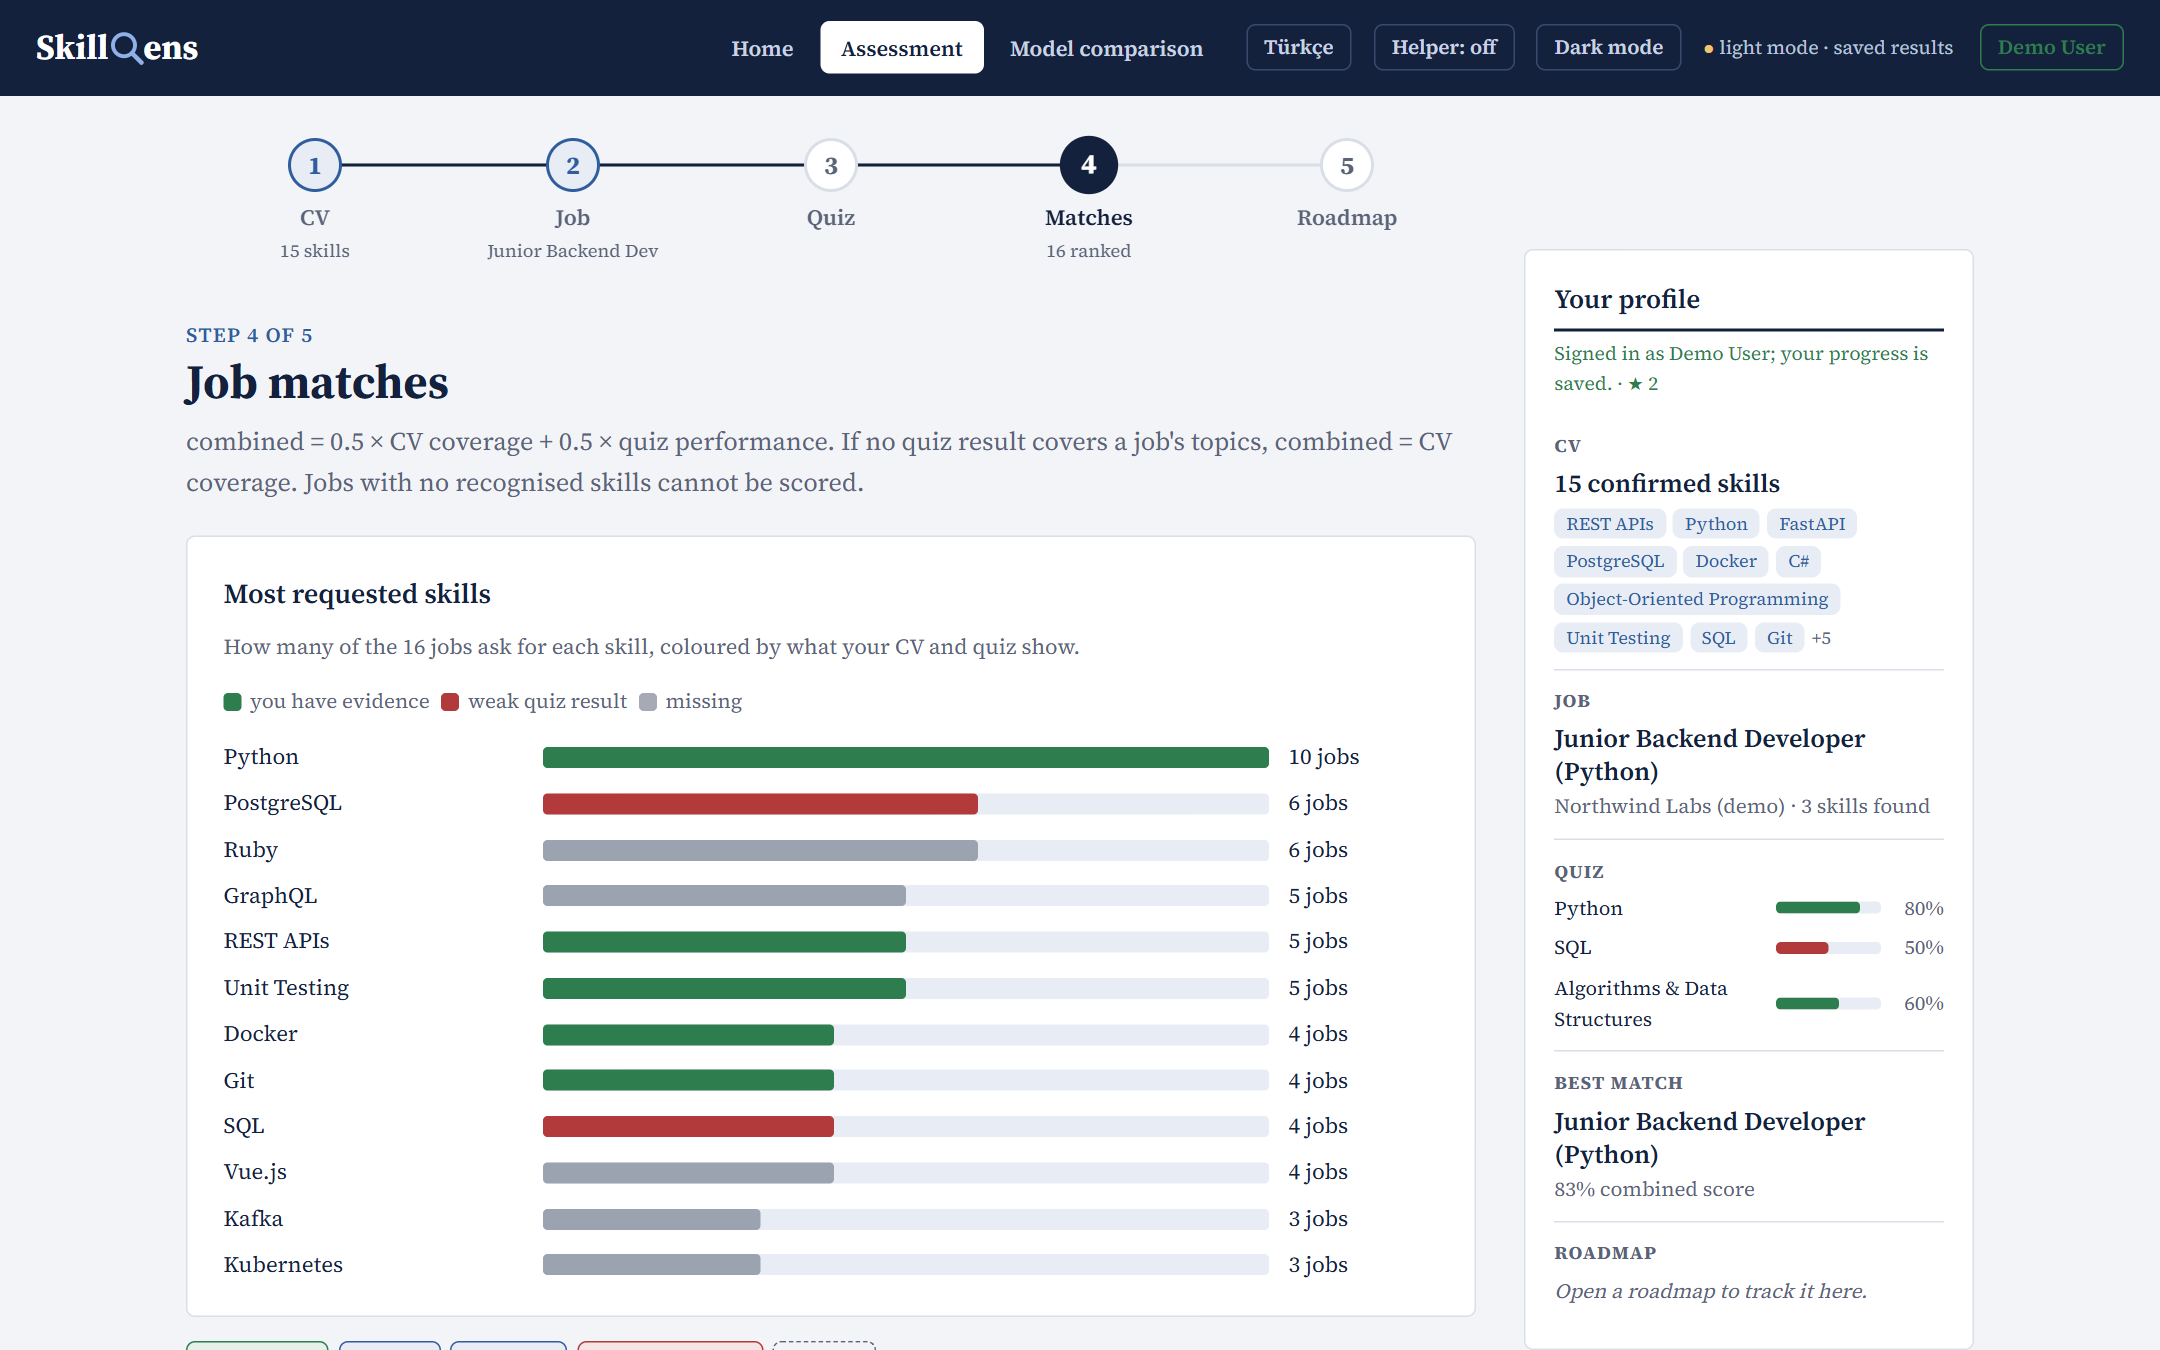 SkillQens
Home
Assessment
Model comparison
Türkçe
Helper: off
Dark mode
light mode · saved results
Demo User
1
2
3
4
5
CV
Job
Quiz
Matches
Roadmap
15 skills
Junior Backend Dev
16 ranked
STEP 4 OF 5
Job matches
combined = 0.5 × CV coverage + 0.5 × quiz performance. If no quiz result covers a job's topics, combined = CV
coverage. Jobs with no recognised skills cannot be scored.
Most requested skills
How many of the 16 jobs ask for each skill, coloured by what your CV and quiz show.
you have evidence
weak quiz result
missing
Python 10 jobs
PostgreSQL 6 jobs
Ruby 6 jobs
GraphQL 5 jobs
REST APIs 5 jobs
Unit Testing 5 jobs
Docker 4 jobs
Git 4 jobs
SQL 4 jobs
Vue.js 4 jobs
Kafka 3 jobs
Kubernetes 3 jobs
Your profile
Signed in as Demo User; your progress is
saved. · ★ 2
CV
15 confirmed skills
REST APIs Python FastAPI
PostgreSQL Docker C#
Object-Oriented Programming
Unit Testing SQL Git +5
JOB
Junior Backend Developer
(Python)
Northwind Labs (demo) · 3 skills found
QUIZ
Python 80%
SQL 50%
Algorithms & Data
Structures 60%
BEST MATCH
Junior Backend Developer
(Python)
83% combined score
ROADMAP
Open a roadmap to track it here.